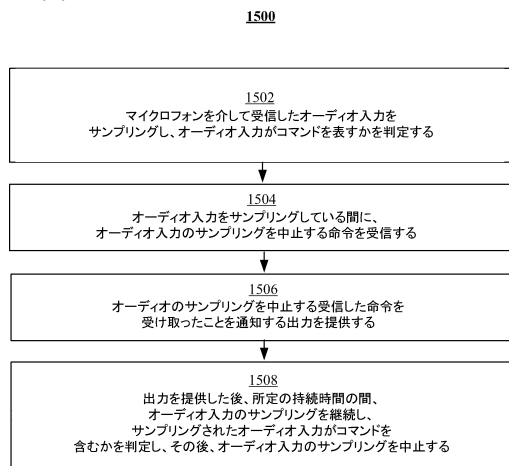 1500
1502
マイクロフォンを介して受信したオーディオ入力を
サンプリングし、オーディオ入力がコマンドを表すかを判定する
1504
オーディオ入力をサンプリングしている間に、
オーディオ入力のサンプリングを中止する命令を受信する
1506
オーディオのサンプリングを中止する受信した命令を
受け取ったことを通知する出力を提供する
1508
出力を提供した後、所定の持続時間の間、
オーディオ入力のサンプリングを継続し、
サンプリングされたオーディオ入力がコマンドを
含むかを判定し、その後、オーディオ入力のサンプリングを中止する